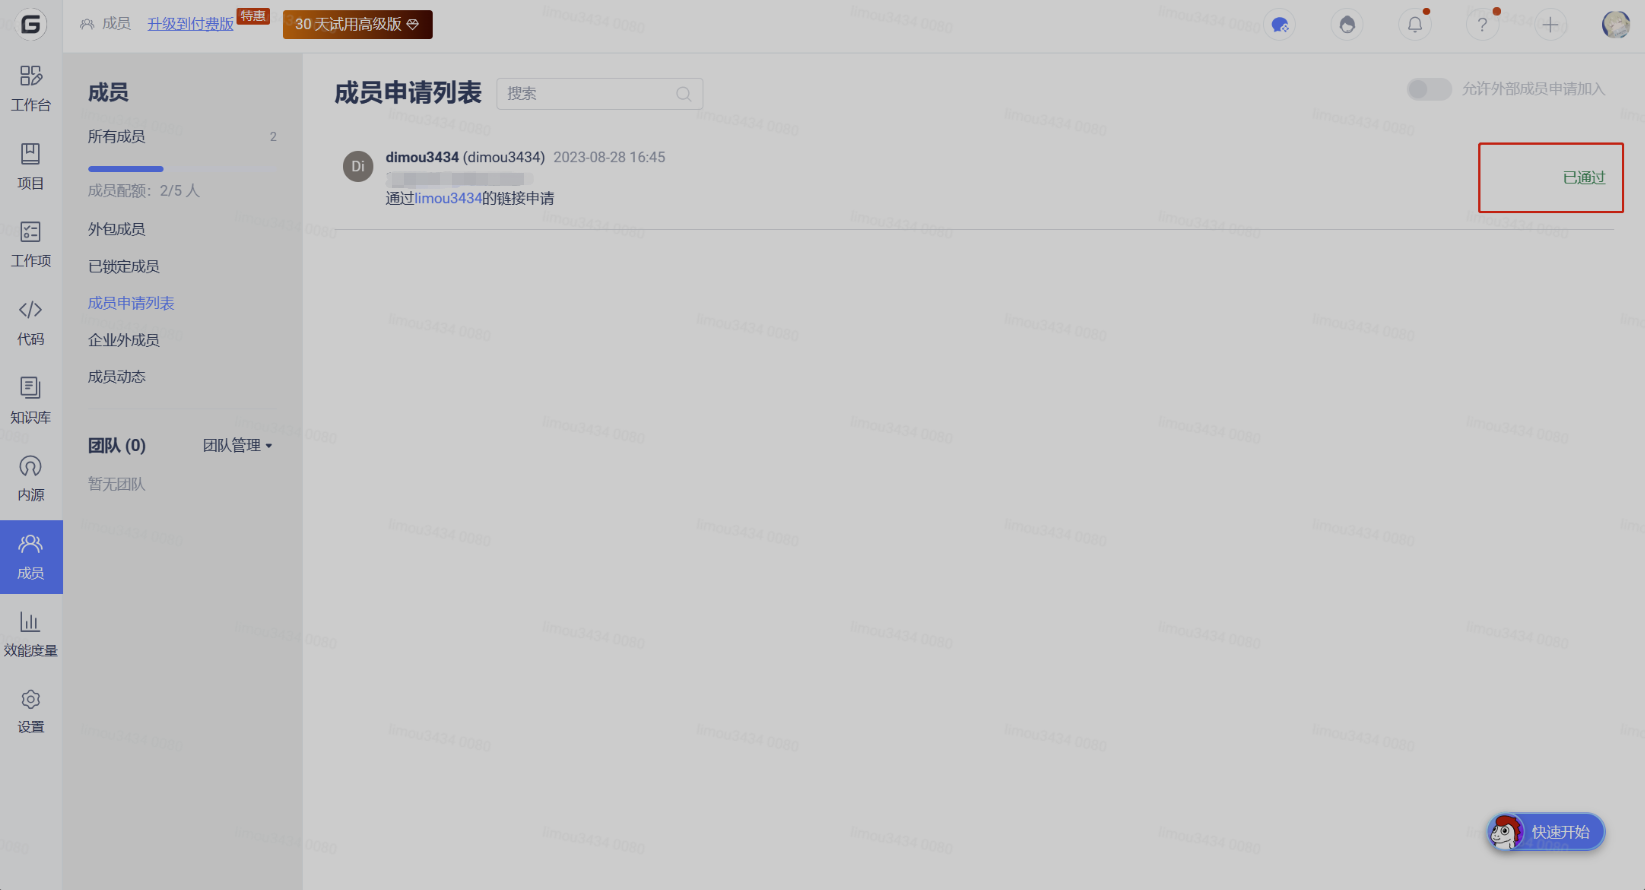 成员
升级到付费版
特惠
30 天试用高级版
工作台
项目
工作项
代码
知识库
内源
成员
效能度量
设置
成员
所有成员 2
成员配额：2/5 人
外包成员
已锁定成员
成员申请列表
企业外成员
成员动态
团队 (0) 团队管理
暂无团队
成员申请列表
搜索
允许外部成员申请加入
Di
dimou3434 (dimou3434) 2023-08-28 16:45
通过limou3434的链接申请
已通过
快速开始
limou3434 0080